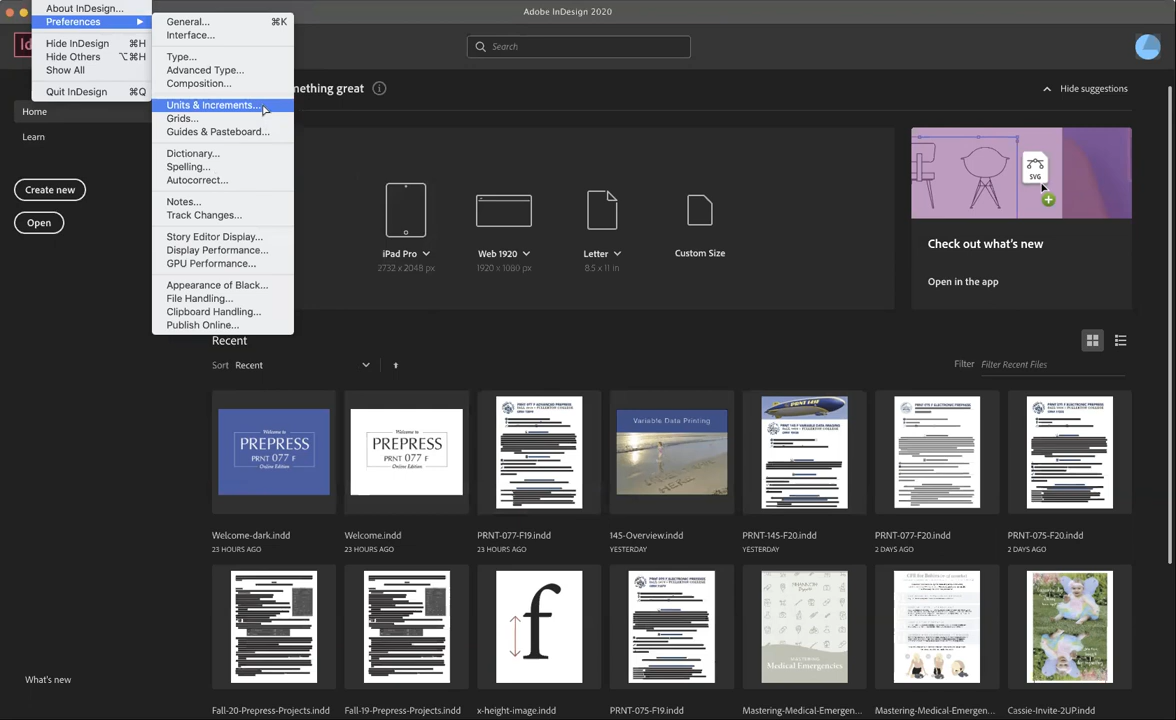 Adobe InDesign 2020
About InDesign...
Preferences
Hide InDesign ⌘H
Hide Others ⌥⌘H
Show All
Quit InDesign ⌘Q
General... ⌘K
Interface...
Type...
Advanced Type...
Composition...
Units & Increments...
Grids...
Guides & Pasteboard...
Dictionary...
Spelling...
Autocorrect...
Notes...
Track Changes...
Story Editor Display...
Display Performance...
GPU Performance...
Appearance of Black...
File Handling...
Clipboard Handling...
Publish Online...
Search
Home
Learn
Create new
Open
What's new
mething great
Hide suggestions
iPad Pro
2732 x 2048 px
Web 1920
1920 x 1080 px
Letter
8.5 x 11 in
Custom Size
SVG
Check out what's new
Open in the app
Recent
Sort Recent
Filter Filter Recent Files
Welcome to
PREPRESS
PRNT 077 F
Online Edition
Welcome to
PREPRESS
PRNT 077 F
Online Edition
Variable Data Printing
Welcome-dark.indd
23 HOURS AGO
Welcome.indd
23 HOURS AGO
PRNT-077-F19.indd
23 HOURS AGO
145-Overview.indd
YESTERDAY
PRNT-145-F20.indd
YESTERDAY
PRNT-077-F20.indd
2 DAYS AGO
PRNT-075-F20.indd
2 DAYS AGO
f
Medical Emergencies
Fall-20-Prepress-Projects.indd
Fall-19-Prepress-Projects.indd
x-height-image.indd
PRNT-075-F19.indd
Mastering-Medical-Emergen...
Mastering-Medical-Emergen...
Cassie-Invite-2UP.indd